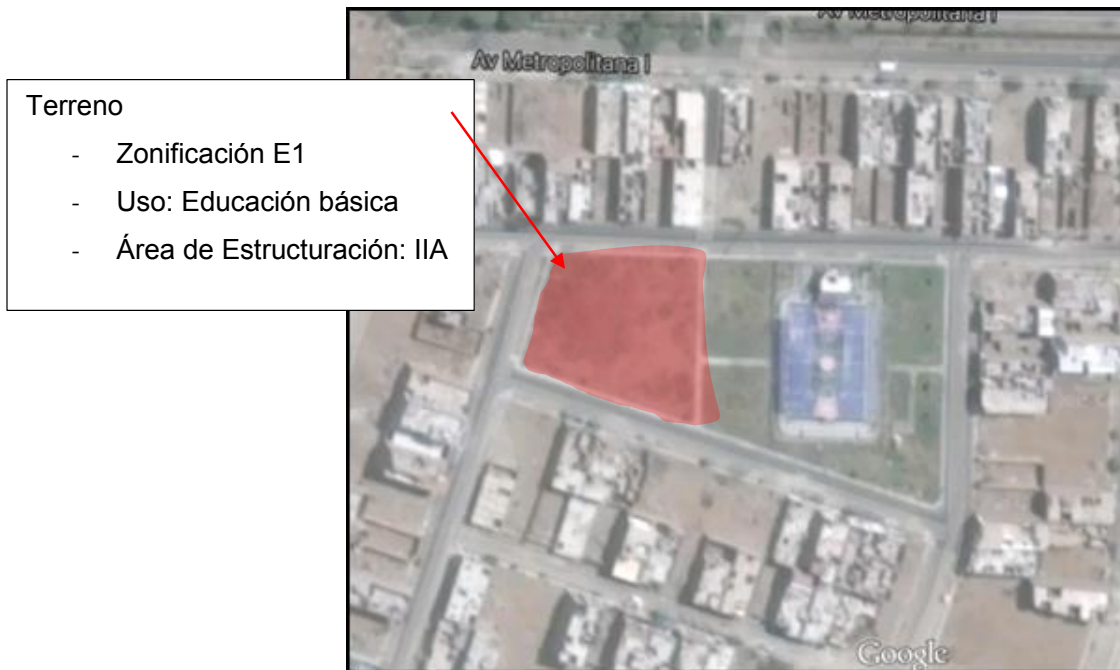 Av Metropolitana I
Av Metropolitana I
Terreno
- Zonificación E1
- Uso: Educación básica
- Área de Estructuración: IIA
Google